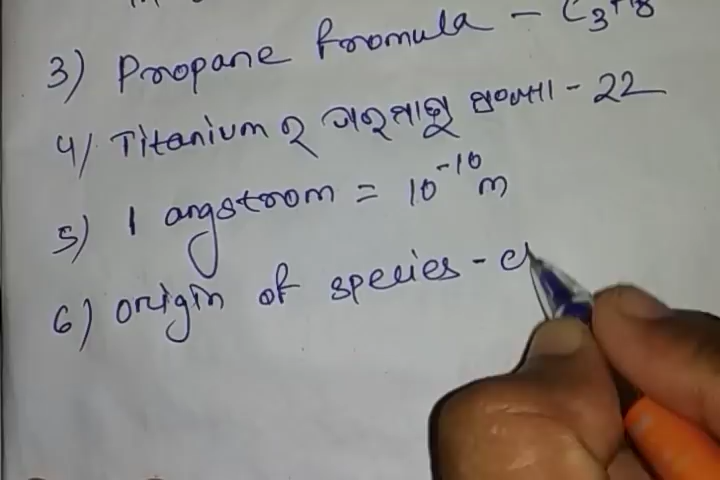 3) Propane fromula - C3H8
4) Titanium ର ପରମାଣୁ ସଂଖ୍ୟା - 22
5) 1 angstroom = 10^-10 m
6) origin of species -